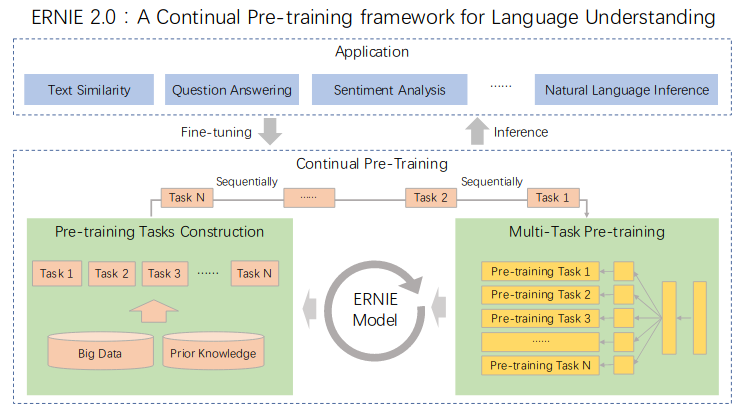 ERNIE 2.0：A Continual Pre-training framework for Language Understanding
Application
Text Similarity
Question Answering
Sentiment Analysis
······
Natural Language Inference
Fine-tuning
Inference
Continual Pre-Training
Sequentially
Sequentially
Task N
······
Task 2
Task 1
Pre-training Tasks Construction
Task 1
Task 2
Task 3
······
Task N
Big Data
Prior Knowledge
ERNIE
Model
Multi-Task Pre-training
Pre-training Task 1
Pre-training Task 2
Pre-training Task 3
······
Pre-training Task N